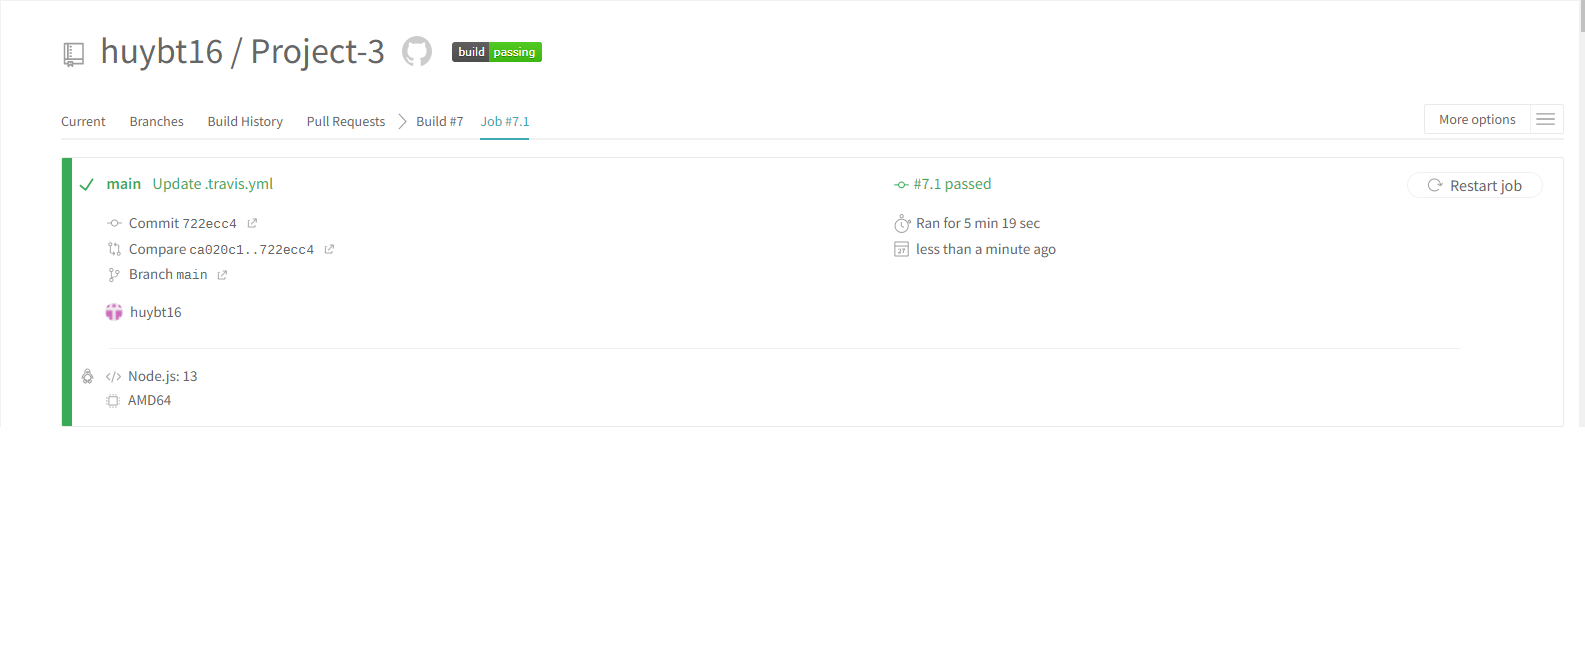 huybt16 / Project-3 build passing
Current Branches Build History Pull Requests Build #7 Job #7.1 More options
main Update .travis.yml #7.1 passed Restart job
Commit 722ecc4 Ran for 5 min 19 sec
Compare ca020c1..722ecc4 27 less than a minute ago
Branch main
huybt16
</> Node.js: 13
AMD64